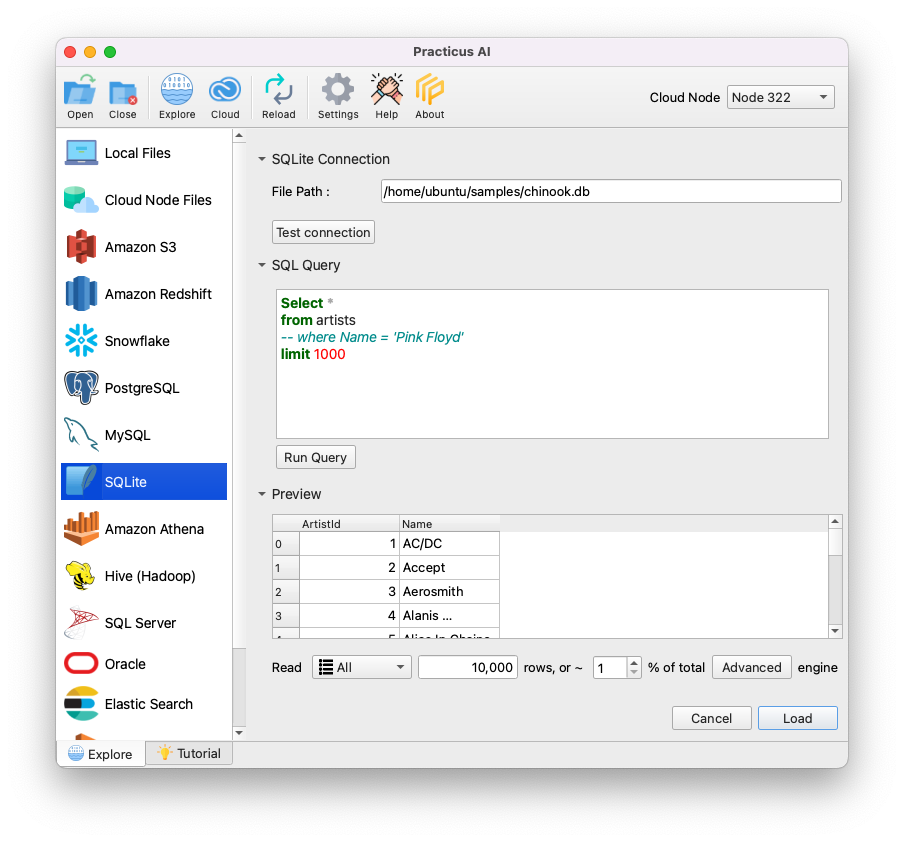 Practicus AI
Open Close Explore Cloud Reload Settings Help About Cloud Node Node 322
Local Files
Cloud Node Files
Amazon S3
Amazon Redshift
Snowflake
PostgreSQL
MySQL
SQLite
Amazon Athena
Hive (Hadoop)
SQL Server
Oracle
Elastic Search
SQLite Connection
File Path : /home/ubuntu/samples/chinook.db
Test connection
SQL Query
Select *
from artists
-- where Name = 'Pink Floyd'
limit 1000
Run Query
Preview
ArtistId Name
0 1 AC/DC
1 2 Accept
2 3 Aerosmith
3 4 Alanis ...
4 5 Alice In Chains
Read All 10,000 rows, or ~ 1 % of total Advanced engine
Cancel Load
Explore Tutorial